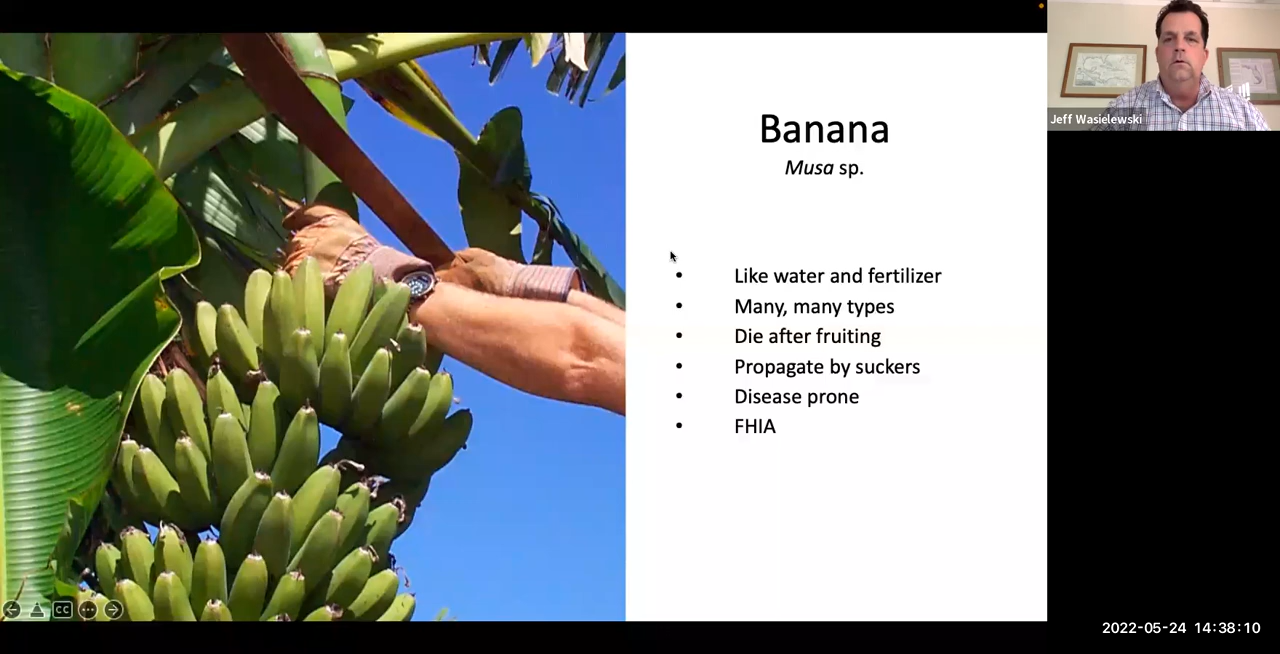 Jeff Wasielewski
Banana
Musa sp.
• Like water and fertilizer
• Many, many types
• Die after fruiting
• Propagate by suckers
• Disease prone
• FHIA
CC
2022-05-24 14:38:10